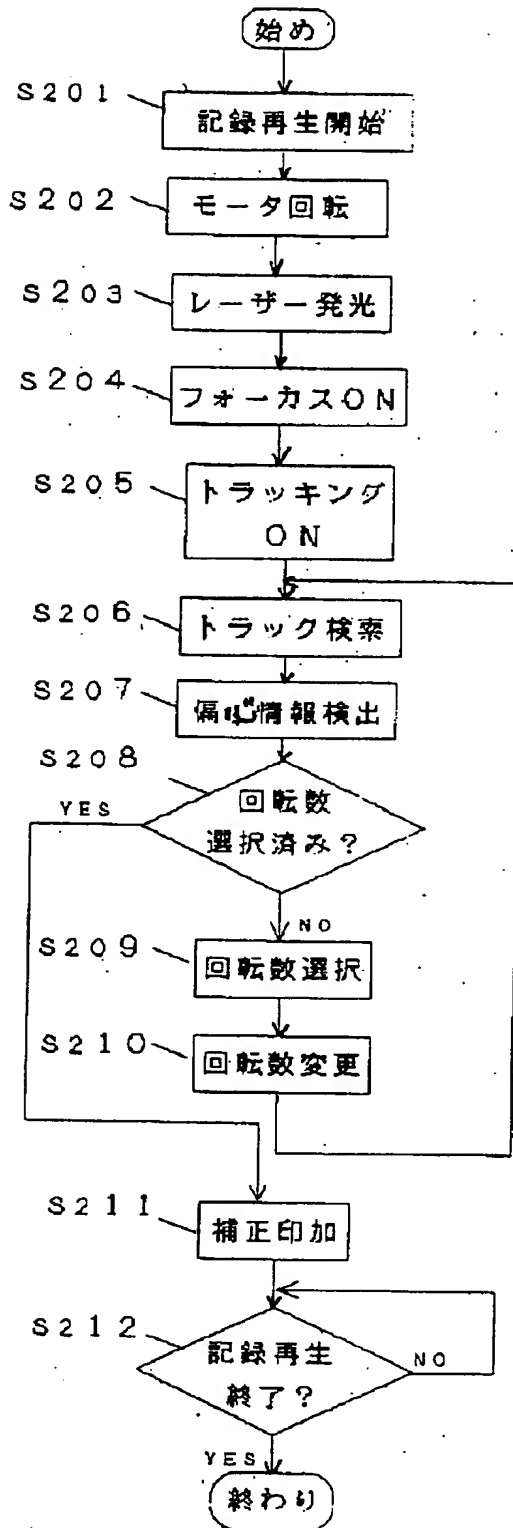 始め
S201
記録再生開始
S202
モータ回転
S203
レーザー発光
S204
フォーカスON
S205
トラッキング
ON
S206
トラック検索
S207
偏心情報検出
S208
YES
回転数
選択済み？
NO
S209
回転数選択
S210
回転数変更
S211
補正印加
S212
記録再生
終了？
NO
YES
終わり